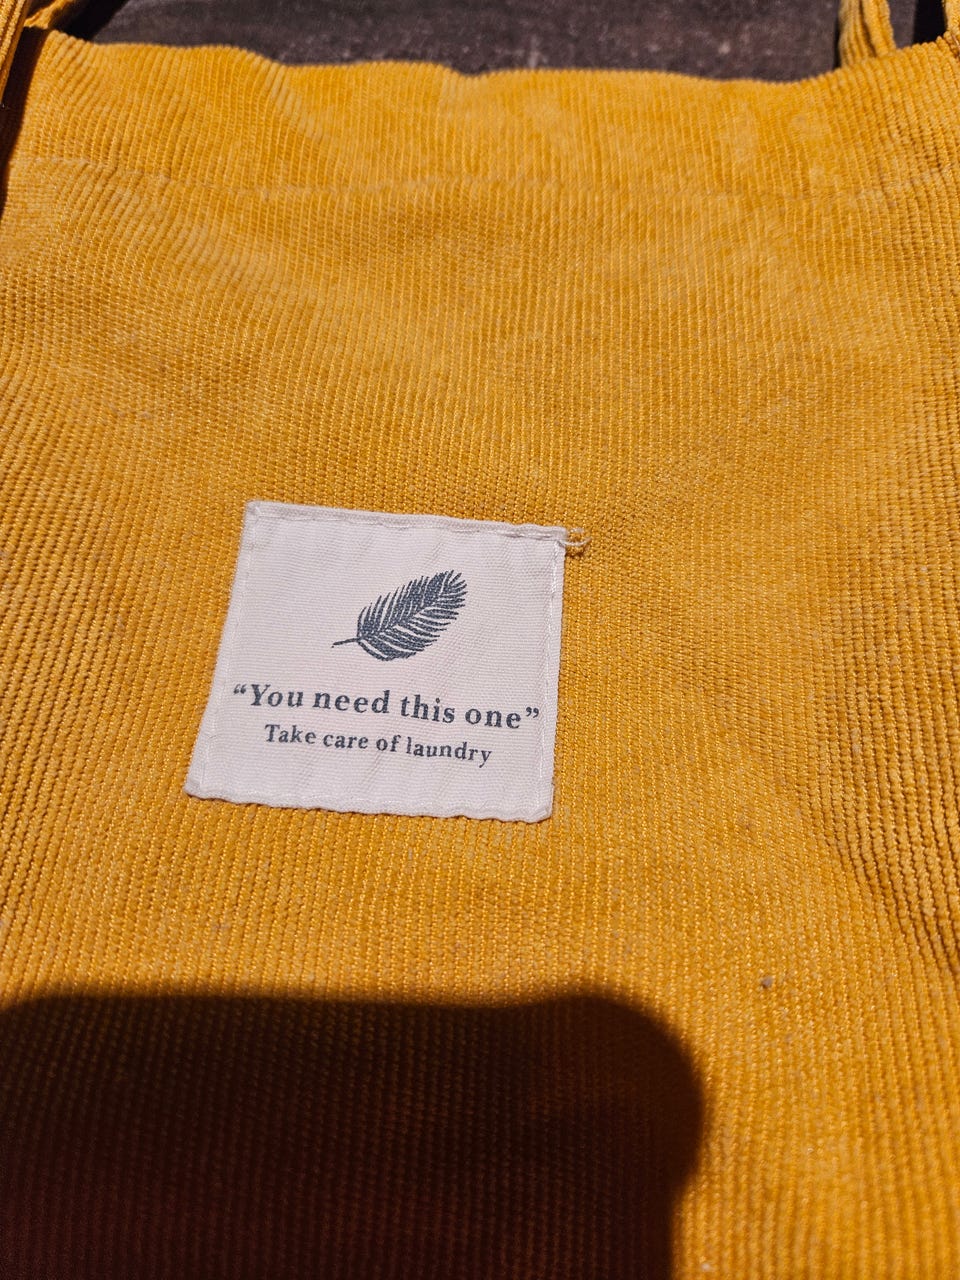 “You need this one”
Take care of laundry